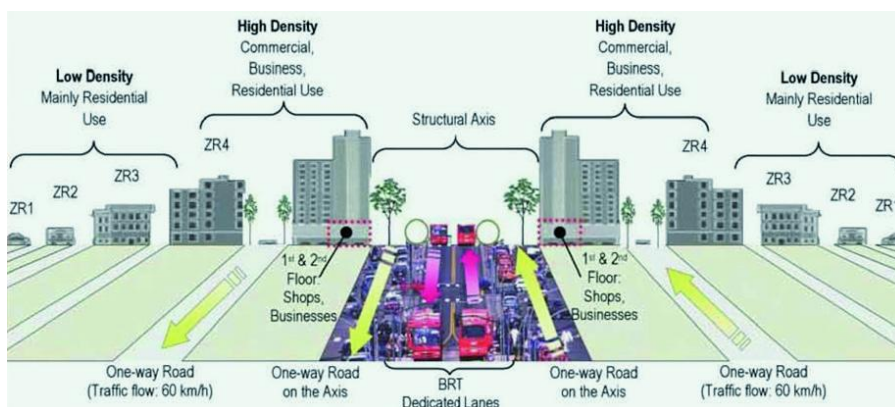 High Density
Commercial,
Business,
Residential Use
High Density
Commercial,
Business,
Residential Use
Low Density
Mainly Residential
Use
Low Density
Mainly Residential
Use
Structural Axis
ZR4
ZR4
ZR3
ZR2
ZR1
ZR3
ZR2
ZR1
1st & 2nd
Floor:
Shops,
Businesses
1st & 2nd
Floor:
Shops,
Businesses
One-way Road
(Traffic flow: 60 km/h)
One-way Road
on the Axis
BRT
Dedicated Lanes
One-way Road
on the Axis
One-way Road
(Traffic flow: 60 km/h)